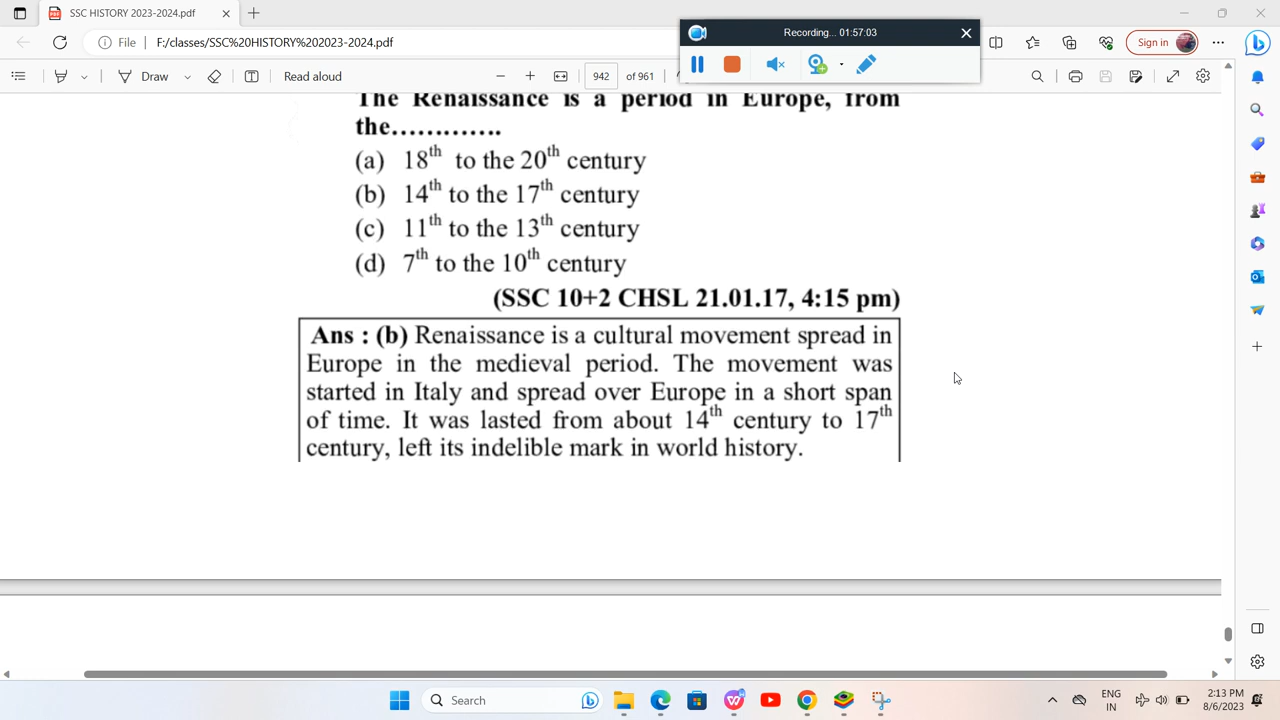 SSC HISTORY 2023-2024.pdf
Recording... 01:57:03
File F:/classes/SSC%20HISTORY%202023-2024.pdf
Sign in
Draw
Read aloud
942 of 961
The Renaissance is a period in Europe, from
the.............
(a) 18th to the 20th century
(b) 14th to the 17th century
(c) 11th to the 13th century
(d) 7th to the 10th century
(SSC 10+2 CHSL 21.01.17, 4:15 pm)
Ans : (b) Renaissance is a cultural movement spread in
Europe in the medieval period. The movement was
started in Italy and spread over Europe in a short span
of time. It was lasted from about 14th century to 17th
century, left its indelible mark in world history.
Search
ENG
IN
2:13 PM
8/6/2023